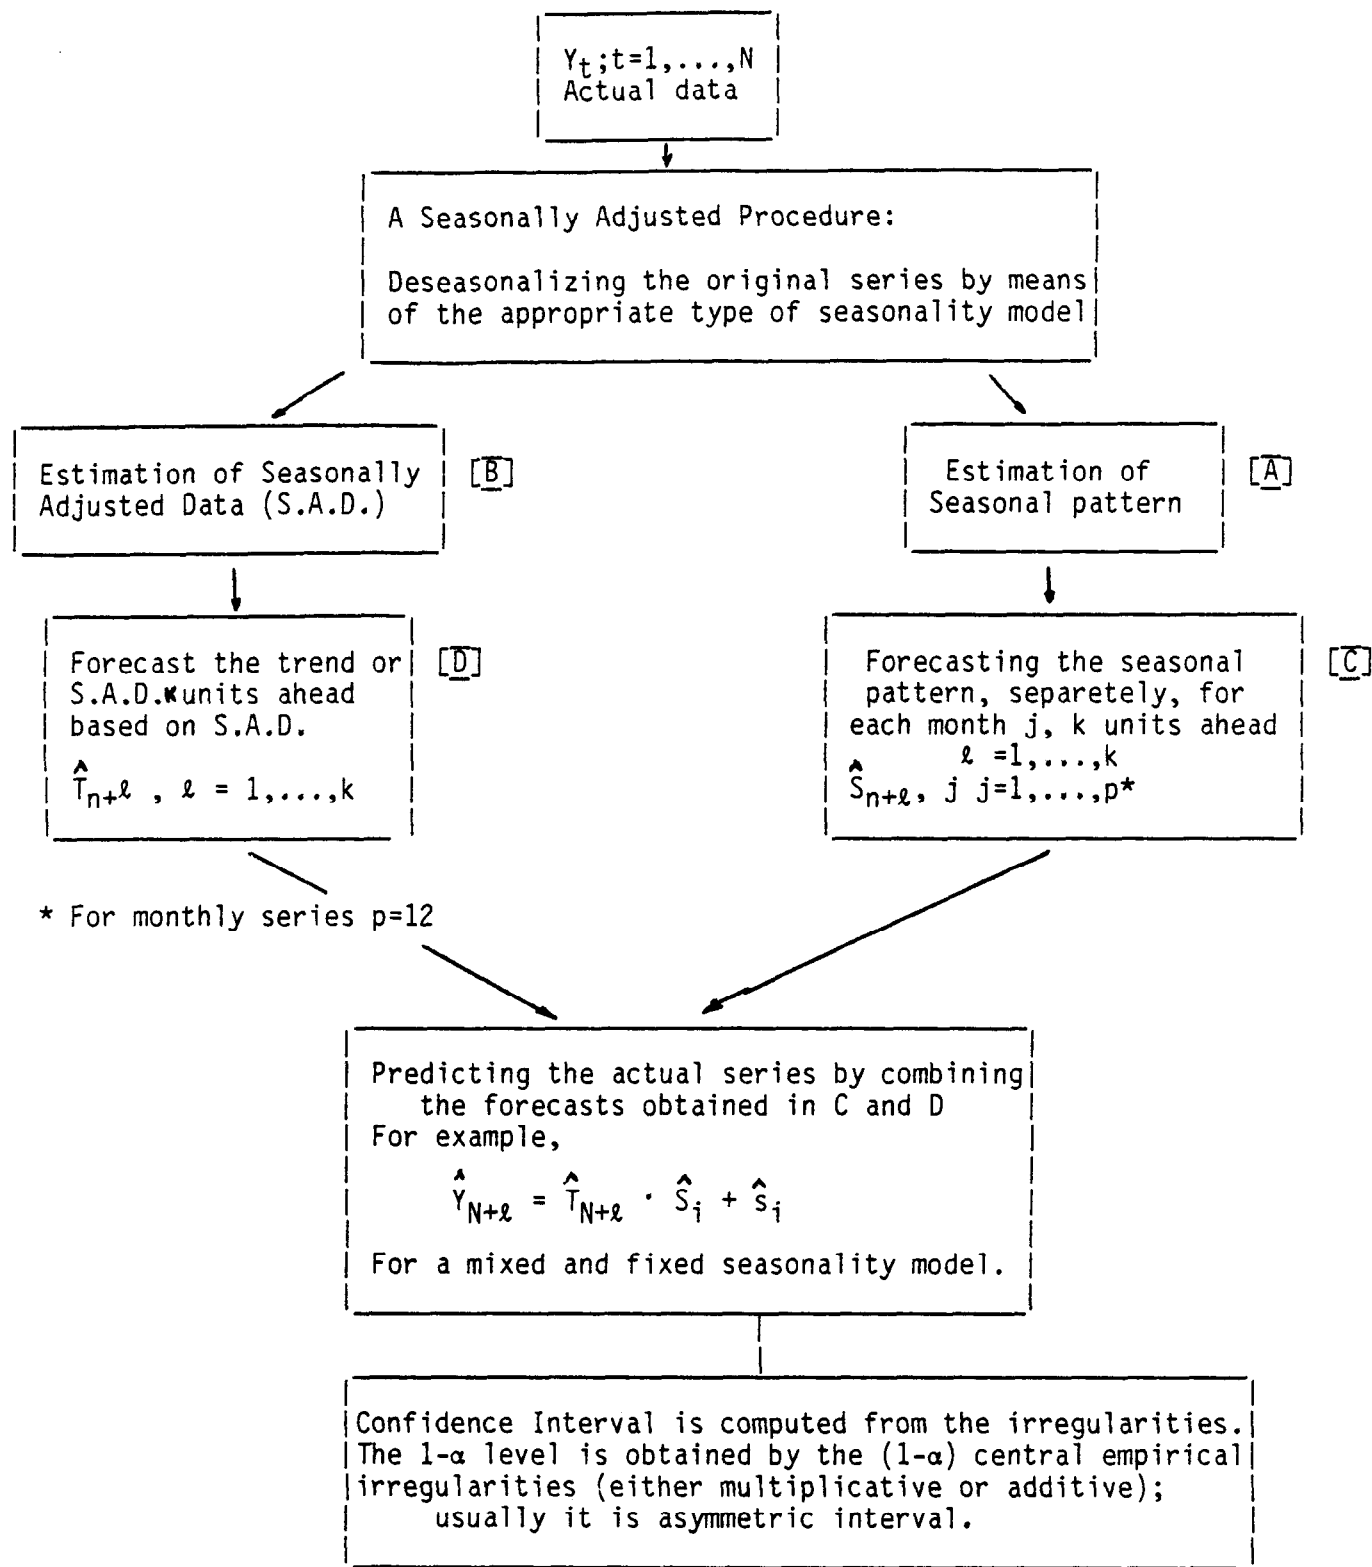 Y_t;t=1,...,N
Actual data
A Seasonally Adjusted Procedure:
Deseasonalizing the original series by means
of the appropriate type of seasonality model
Estimation of Seasonally
Adjusted Data (S.A.D.)
[B]
Estimation of
Seasonal pattern
[A]
Forecast the trend or
S.A.D.k units ahead
based on S.A.D.
T̂_n+ℓ , ℓ = 1,...,k
[D]
Forecasting the seasonal
pattern, separetely, for
each month j, k units ahead
ℓ =1,...,k
Ŝ_n+ℓ, j j=1,...,p*
[C]
* For monthly series p=12
Predicting the actual series by combining
the forecasts obtained in C and D
For example,
Ŷ_N+ℓ = T̂_N+ℓ · Ŝ_i + ŝ_i
For a mixed and fixed seasonality model.
Confidence Interval is computed from the irregularities.
The 1-α level is obtained by the (1-α) central empirical
irregularities (either multiplicative or additive);
usually it is asymmetric interval.